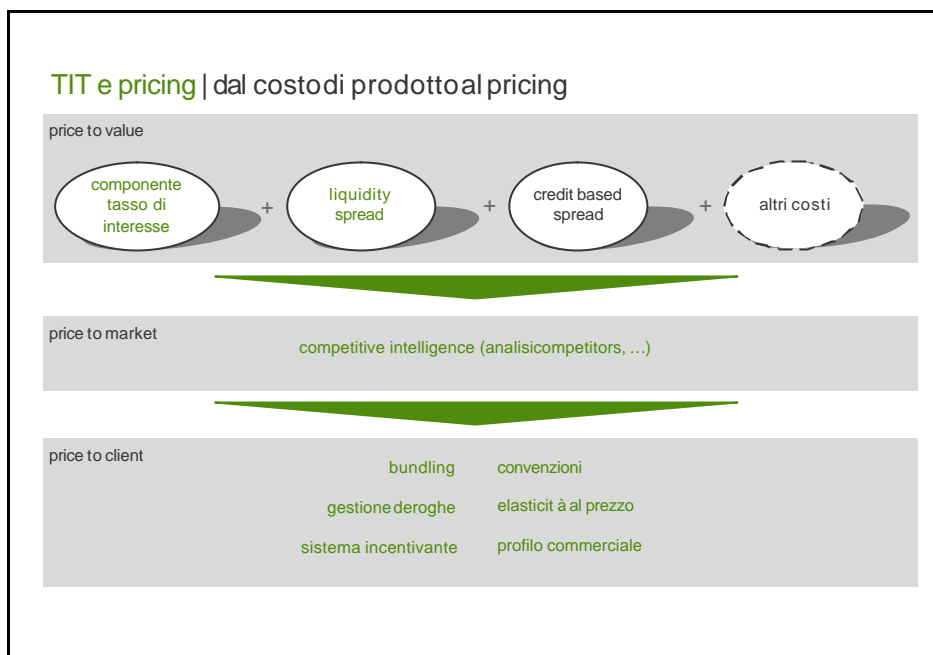 TIT e pricing | dal costodi prodottoal pricing
price to value
componente
tasso di
interesse
+
liquidity
spread
+
credit based
spread
+
altri costi
price to market
competitive intelligence (analisicompetitors, …)
price to client
bundling
convenzioni
gestionederoghe
elasticit à al prezzo
sistema incentivante
profilo commerciale